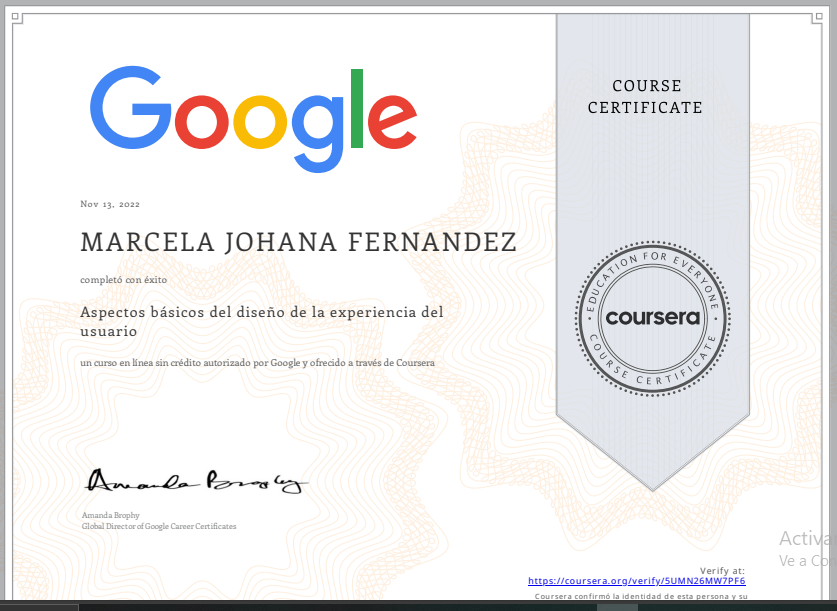 Google
COURSE
CERTIFICATE
Nov 13, 2022
MARCELA JOHANA FERNANDEZ
completó con éxito
Aspectos básicos del diseño de la experiencia del
usuario
un curso en línea sin crédito autorizado por Google y ofrecido a través de Coursera
EDUCATION FOR EVERYONE
coursera
COURSE CERTIFICATE
Amanda Brophy
Amanda Brophy
Global Director of Google Career Certificates
Activa
Ve a Co
Verify at:
https://coursera.org/verify/5UMN26MW7PF6
Coursera confirmó la identidad de esta persona y su